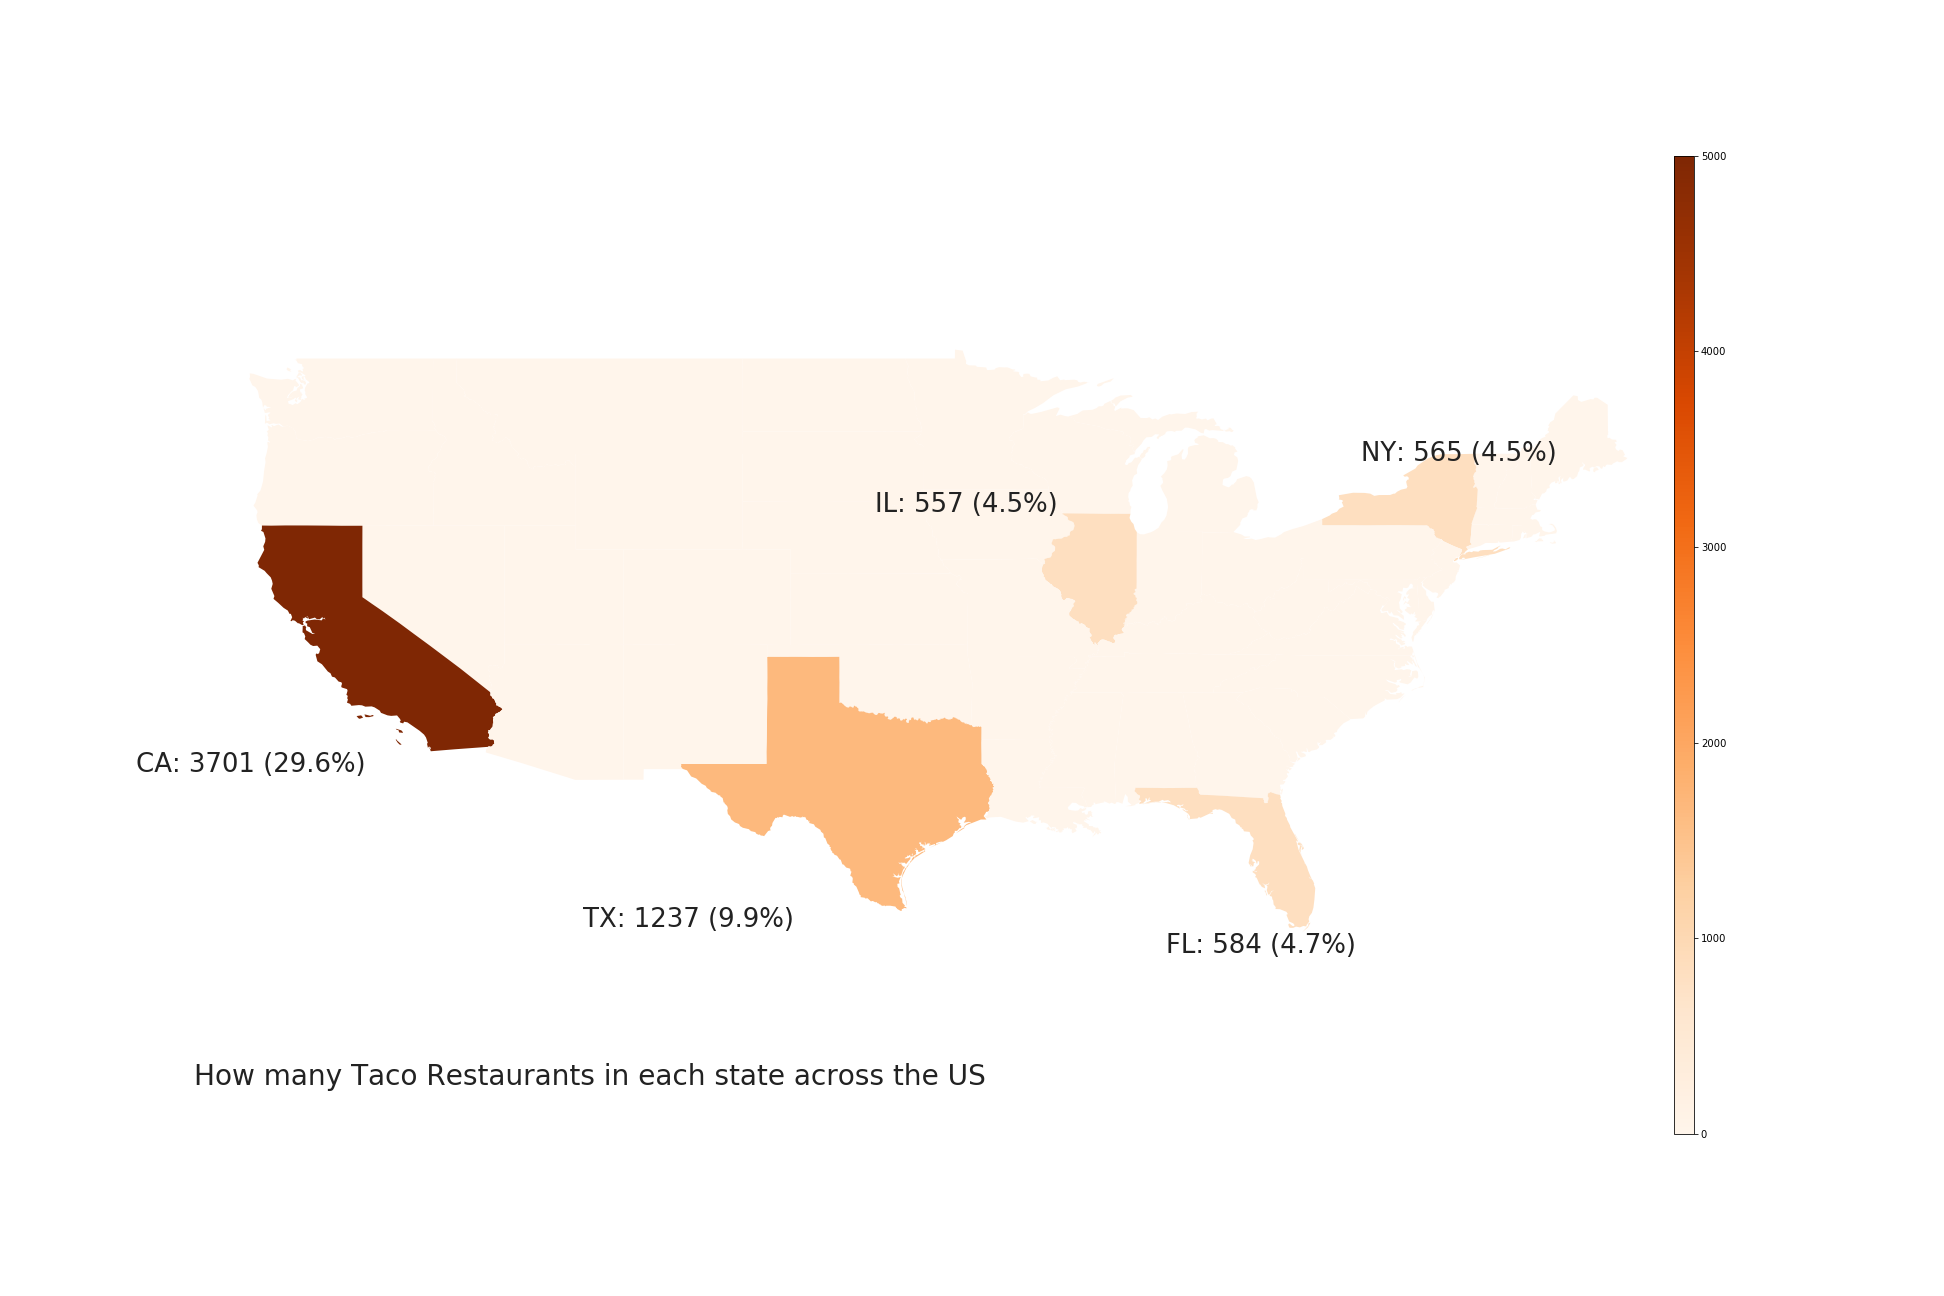 5000
4000
NY: 565 (4.5%)
IL: 557 (4.5%)
3000
2000
CA: 3701 (29.6%)
TX: 1237 (9.9%)
1000
FL: 584 (4.7%)
How many Taco Restaurants in each state across the US
0